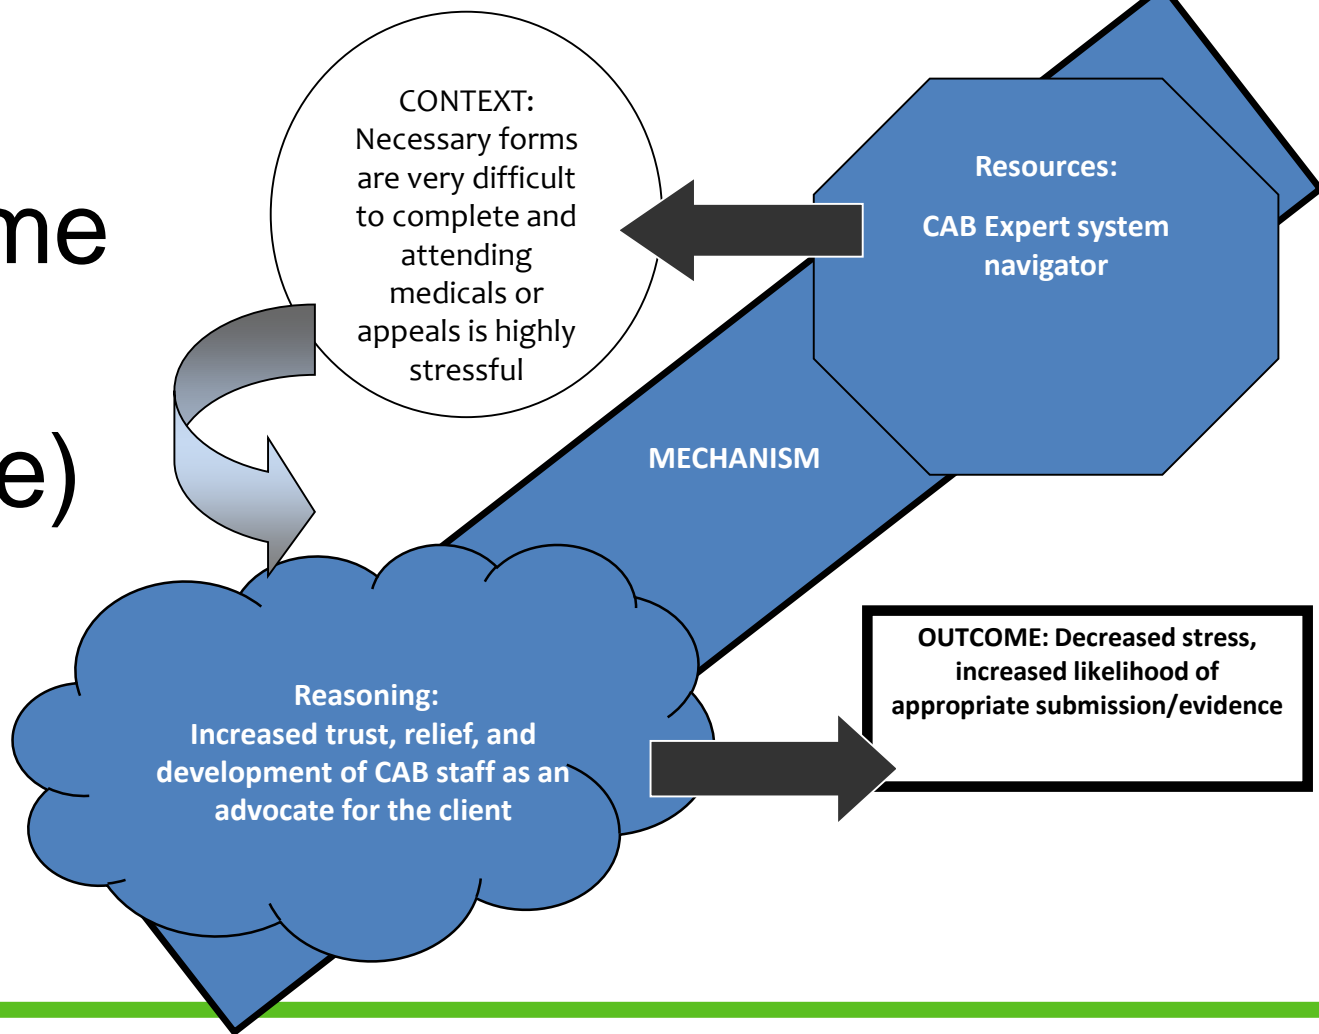 me
e)
CONTEXT:
Necessary forms
are very difficult
to complete and
attending
medicals or
appeals is highly
stressful
Resources:
CAB Expert system
navigator
MECHANISM
Reasoning:
Increased trust, relief, and
development of CAB staff as an
advocate for the client
OUTCOME: Decreased stress,
increased likelihood of
appropriate submission/evidence